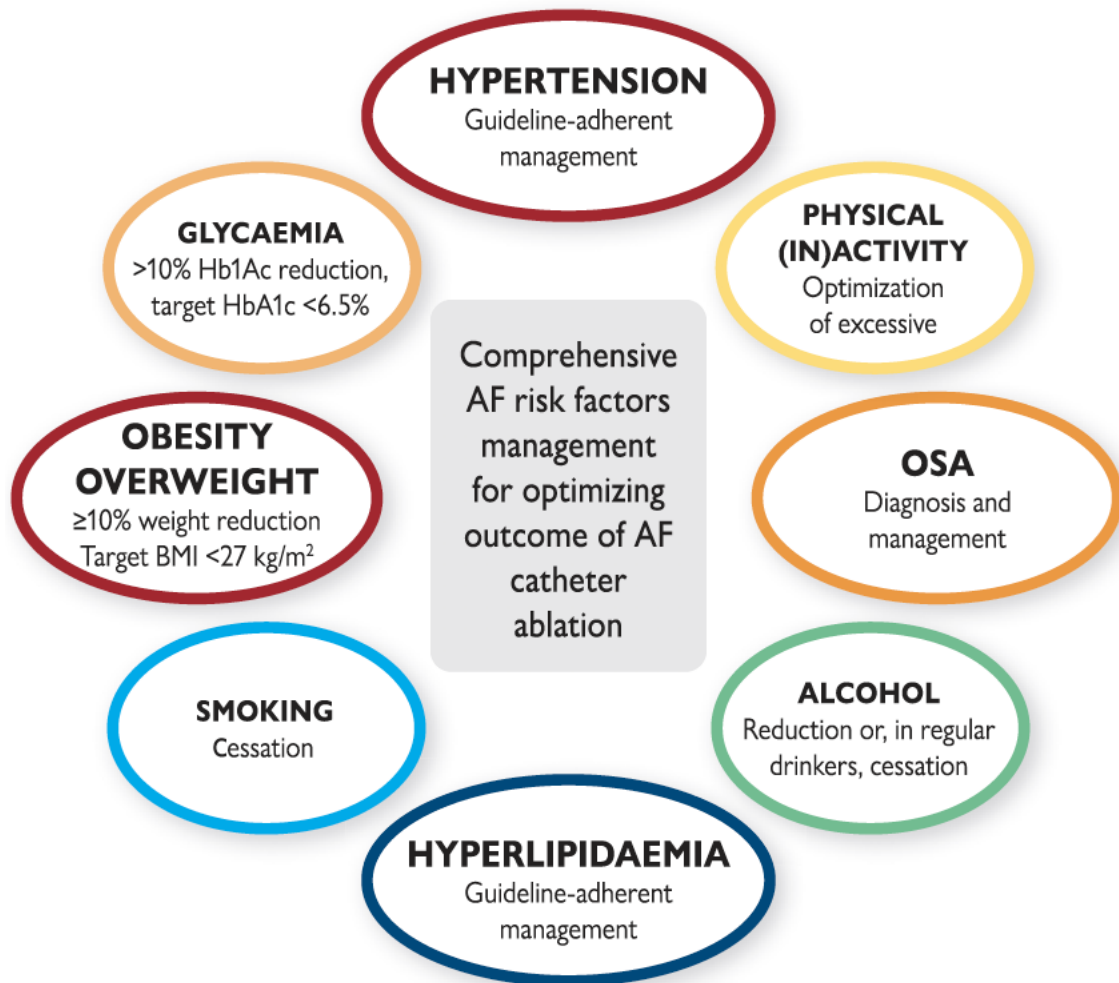 HYPERTENSION
Guideline-adherent
management
PHYSICAL
(IN)ACTIVITY
Optimization
of excessive
GLYCAEMIA
>10% Hb1Ac reduction,
target HbA1c <6.5%
Comprehensive
AF risk factors
management
for optimizing
outcome of AF
catheter
ablation
OBESITY
OVERWEIGHT
≥10% weight reduction
Target BMI <27 kg/m²
OSA
Diagnosis and
management
SMOKING
Cessation
ALCOHOL
Reduction or, in regular
drinkers, cessation
HYPERLIPIDAEMIA
Guideline-adherent
management